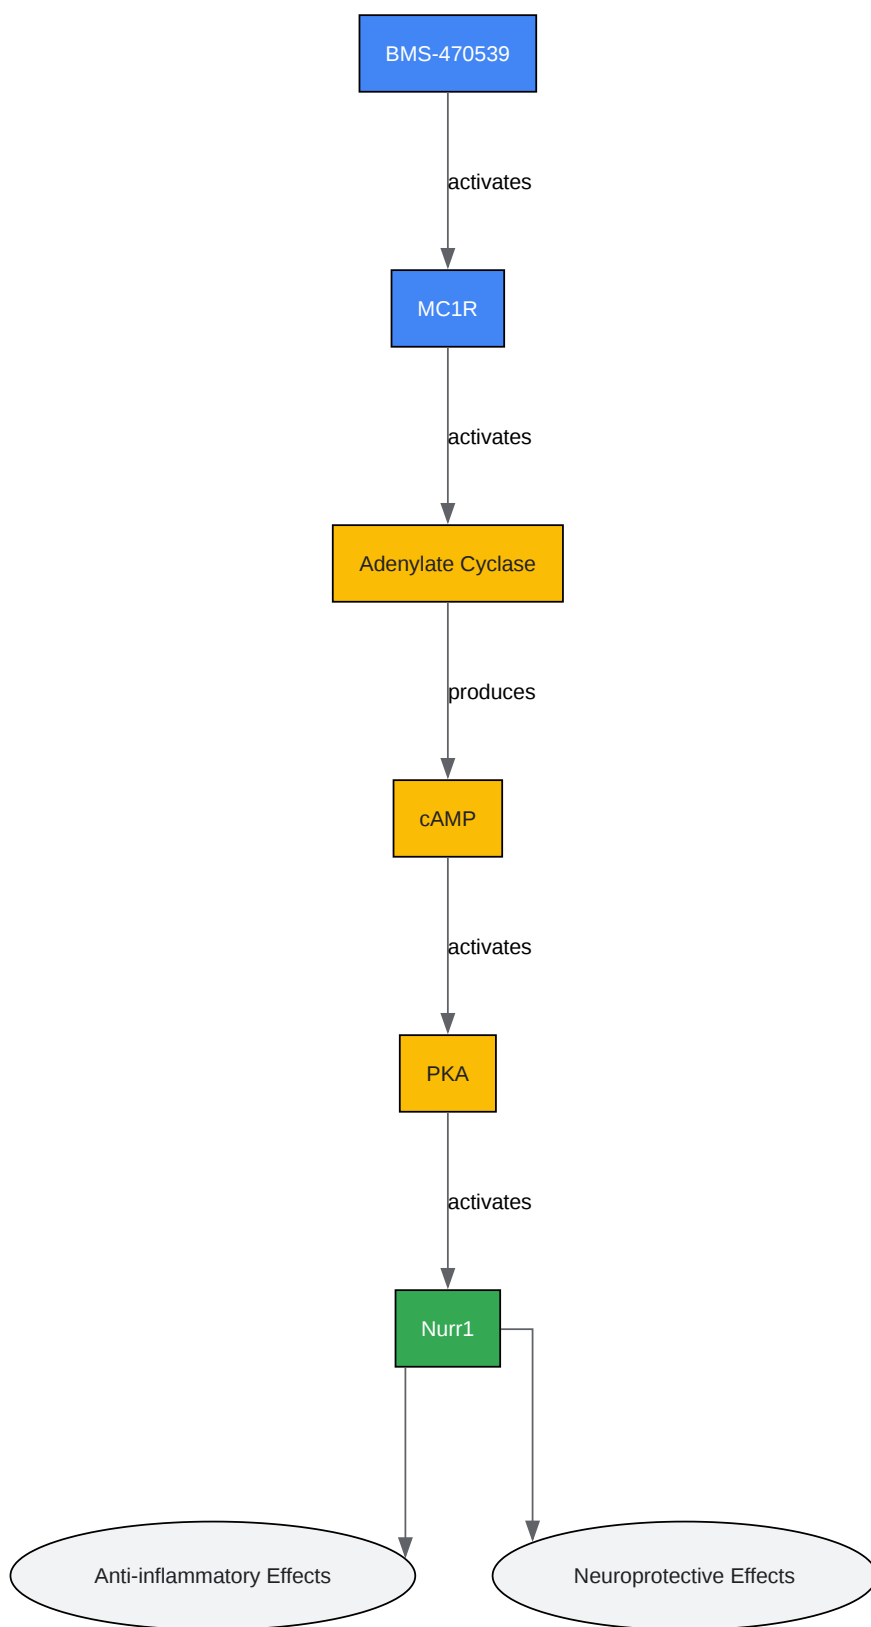 BMS-470539
activates
MC1R
activates
Adenylate Cyclase
produces
cAMP
activates
PKA
activates
Nurr1
Anti-inflammatory Effects
Neuroprotective Effects